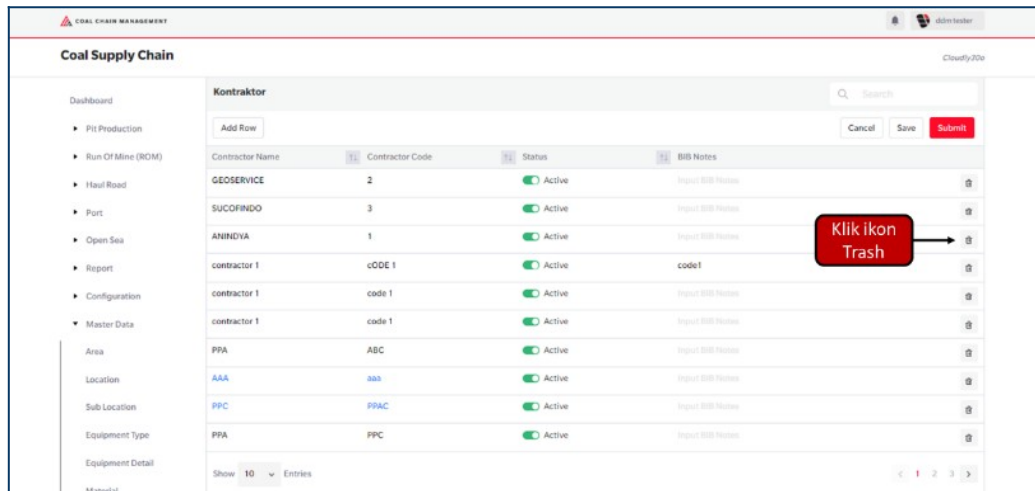 COAL CHAIN MANAGEMENT
ddm tester
Coal Supply Chain
Cloudly30o
Dashboard
Pit Production
Run Of Mine (ROM)
Haul Road
Port
Open Sea
Report
Configuration
Master Data
Area
Location
Sub Location
Equipment Type
Equipment Detail
Material
Kontraktor
Search
Add Row
Cancel Save Submit
Contractor Name Contractor Code Status BIB Notes
GEOSERVICE 2 Active Input BIB Notes
SUCOFINDO 3 Active Input BIB Notes
ANINDYA 1 Active Input BIB Notes
contractor 1 cODE 1 Active code1
contractor 1 code 1 Active Input BIB Notes
contractor 1 code 1 Active Input BIB Notes
PPA ABC Active Input BIB Notes
AAA aaa Active Input BIB Notes
PPC PPAC Active Input BIB Notes
PPA PPC Active Input BIB Notes
Klik ikon
Trash
Show 10 Entries
< 1 2 3 >